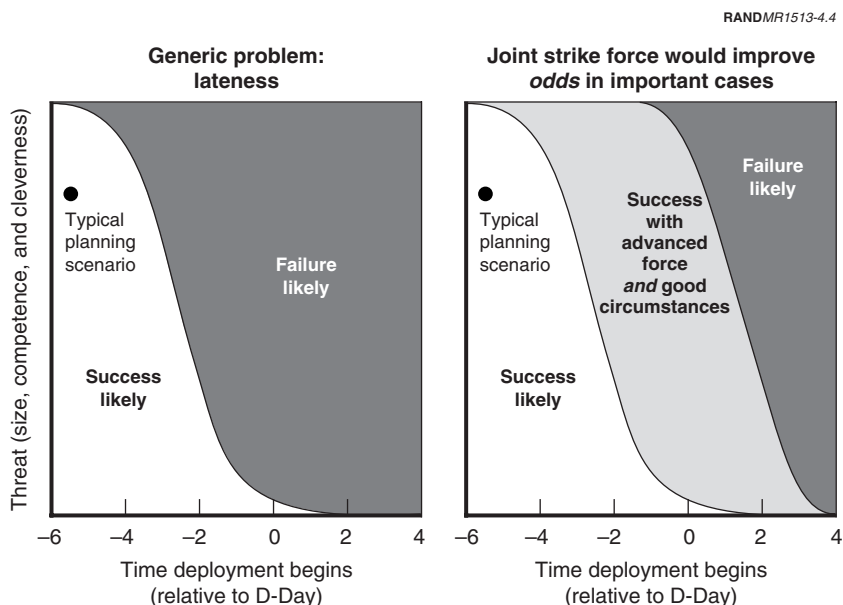 RANDMR1513-4.4
Generic problem:
lateness
Joint strike force would improve
odds in important cases
Threat (size, competence, and cleverness)
Typical
planning
scenario
Failure
likely
Success
likely
–6 –4 –2 0 2 4
Time deployment begins
(relative to D-Day)
Typical
planning
scenario
Success
with
advanced
force
and good
circumstances
Failure
likely
Success
likely
–6 –4 –2 0 2 4
Time deployment begins
(relative to D-Day)